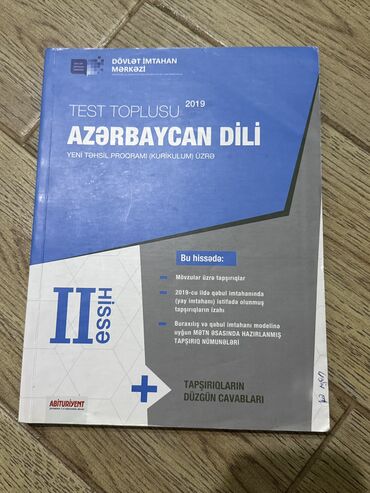 DÖVLƏT İMTAHAN
MƏRKƏZİ
TEST TOPLUSU 2019
AZƏRBAYCAN DİLİ
YENİ TƏHSİL PROQRAMI (KURİKULUM) ÜZRƏ
Bu hissədə:
Mövzular üzrə tapşırıqlar
2019-cu ildə qəbul imtahanında
(yay imtahanı) istifadə olunmuş
tapşırıqların izahı
Buraxılış və qəbul imtahanı modelinə
uyğun MƏTN ƏSASINDA HAZIRLANMIŞ
TAPŞIRIQ NÜMUNƏLƏRİ
II HİSSƏ
+ TAPŞIRIQLARIN
DÜZGÜN CAVABLARI
ABİTURİYENT